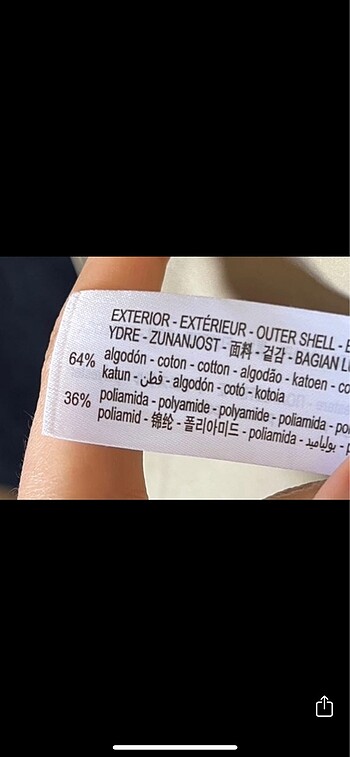 EXTERIOR - EXTÉRIEUR - OUTER SHELL -
YDRE - ZUNANJOST - 面料 - 겉감 - BAGIAN
64% algodón - coton - cotton - algodão - katoen -
katun - قطن - algodón - cotó - kotoia
36% poliamida - polyamide - polyamide - poliamida -
poliamid - 锦纶 - 폴리아미드 - poliamida - بولياميد -